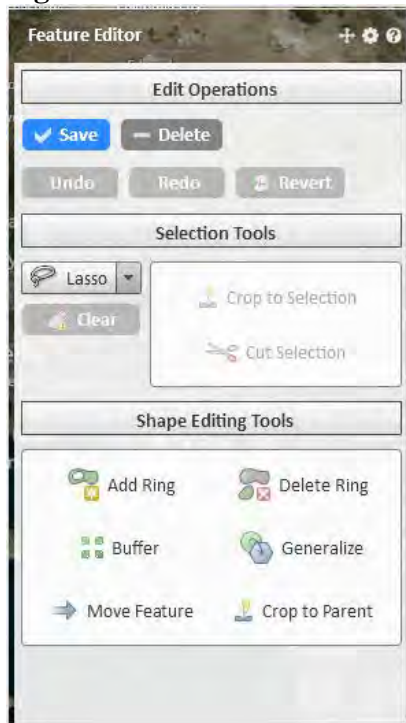 Feature Editor
Edit Operations
Save Delete
Undo Redo Revert
Selection Tools
Lasso
Crop to Selection
Clear
Cut Selection
Shape Editing Tools
Add Ring Delete Ring
Buffer Generalize
Move Feature Crop to Parent